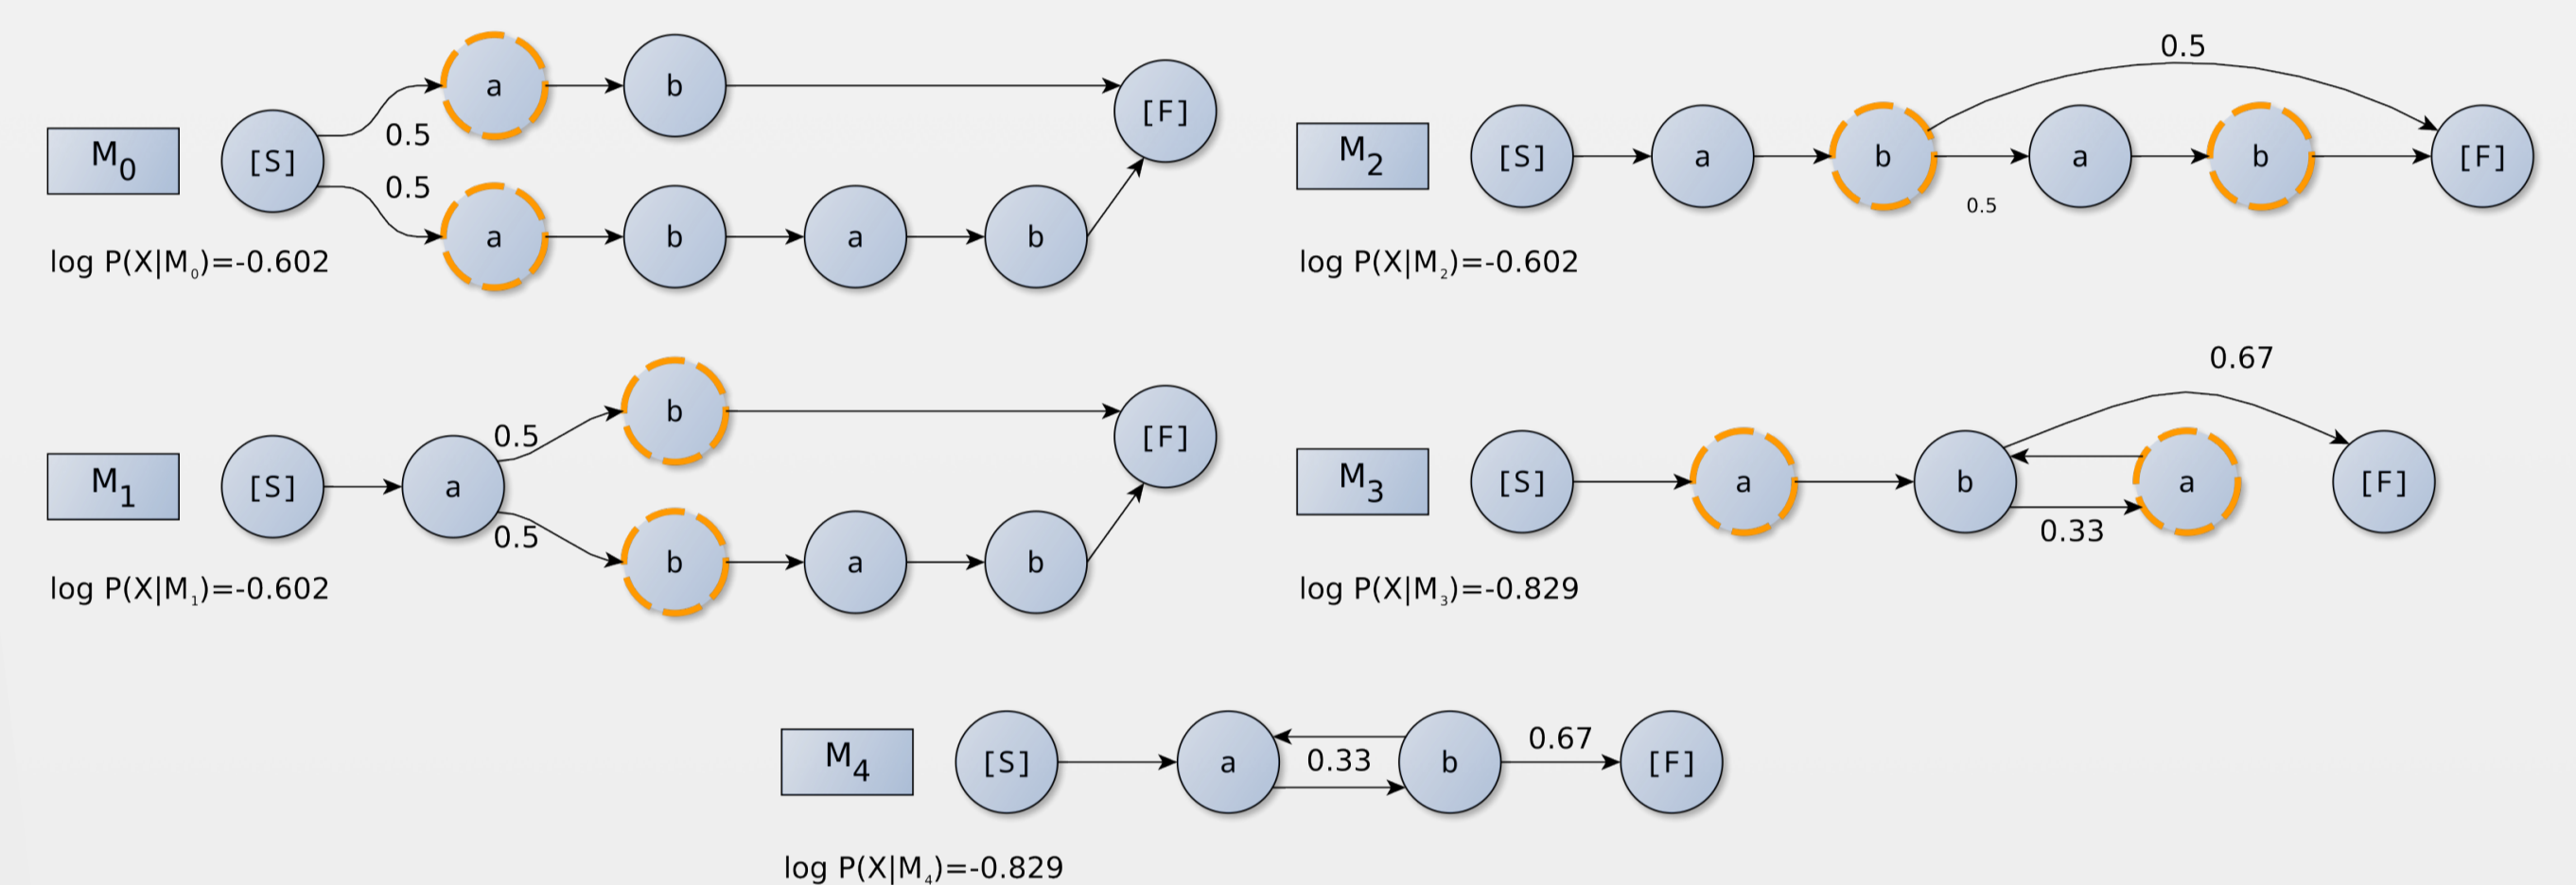 M0
[S]
0.5
0.5
a
b
[F]
a
b
a
b
log P(X|M0)=-0.602
M2
[S]
a
b
0.5
0.5
a
b
[F]
log P(X|M2)=-0.602
M1
[S]
a
0.5
0.5
b
[F]
b
a
b
log P(X|M1)=-0.602
M3
[S]
a
b
0.67
0.33
a
[F]
log P(X|M3)=-0.829
M4
[S]
a
0.33
b
0.67
[F]
log P(X|M4)=-0.829